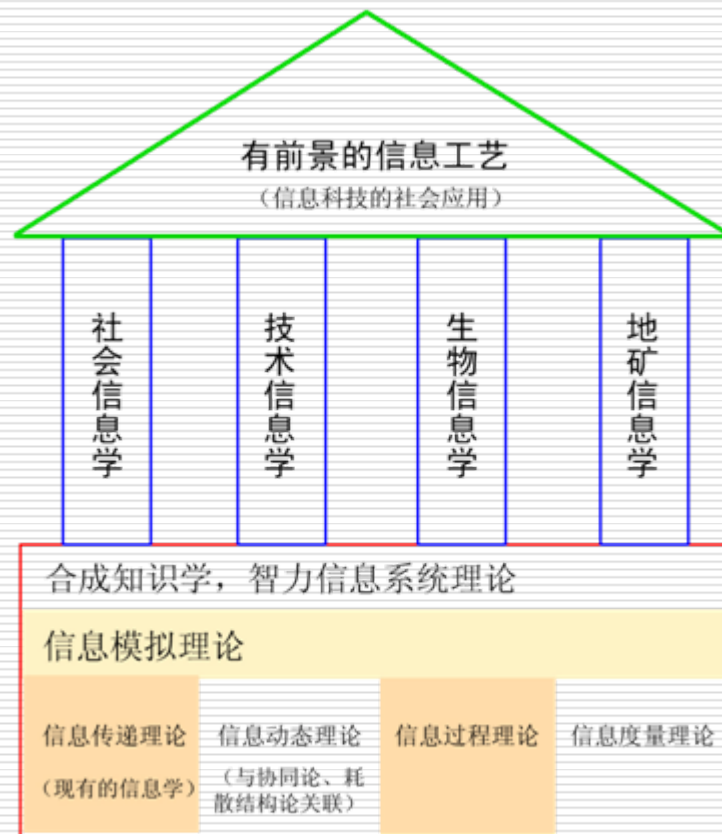 有前景的信息工艺
（信息科技的社会应用）
社会信息学
技术信息学
生物信息学
地矿信息学
合成知识学，智力信息系统理论
信息模拟理论
信息传递理论
（现有的信息学）
信息动态理论
（与协同论、耗
散结构论关联）
信息过程理论
信息度量理论